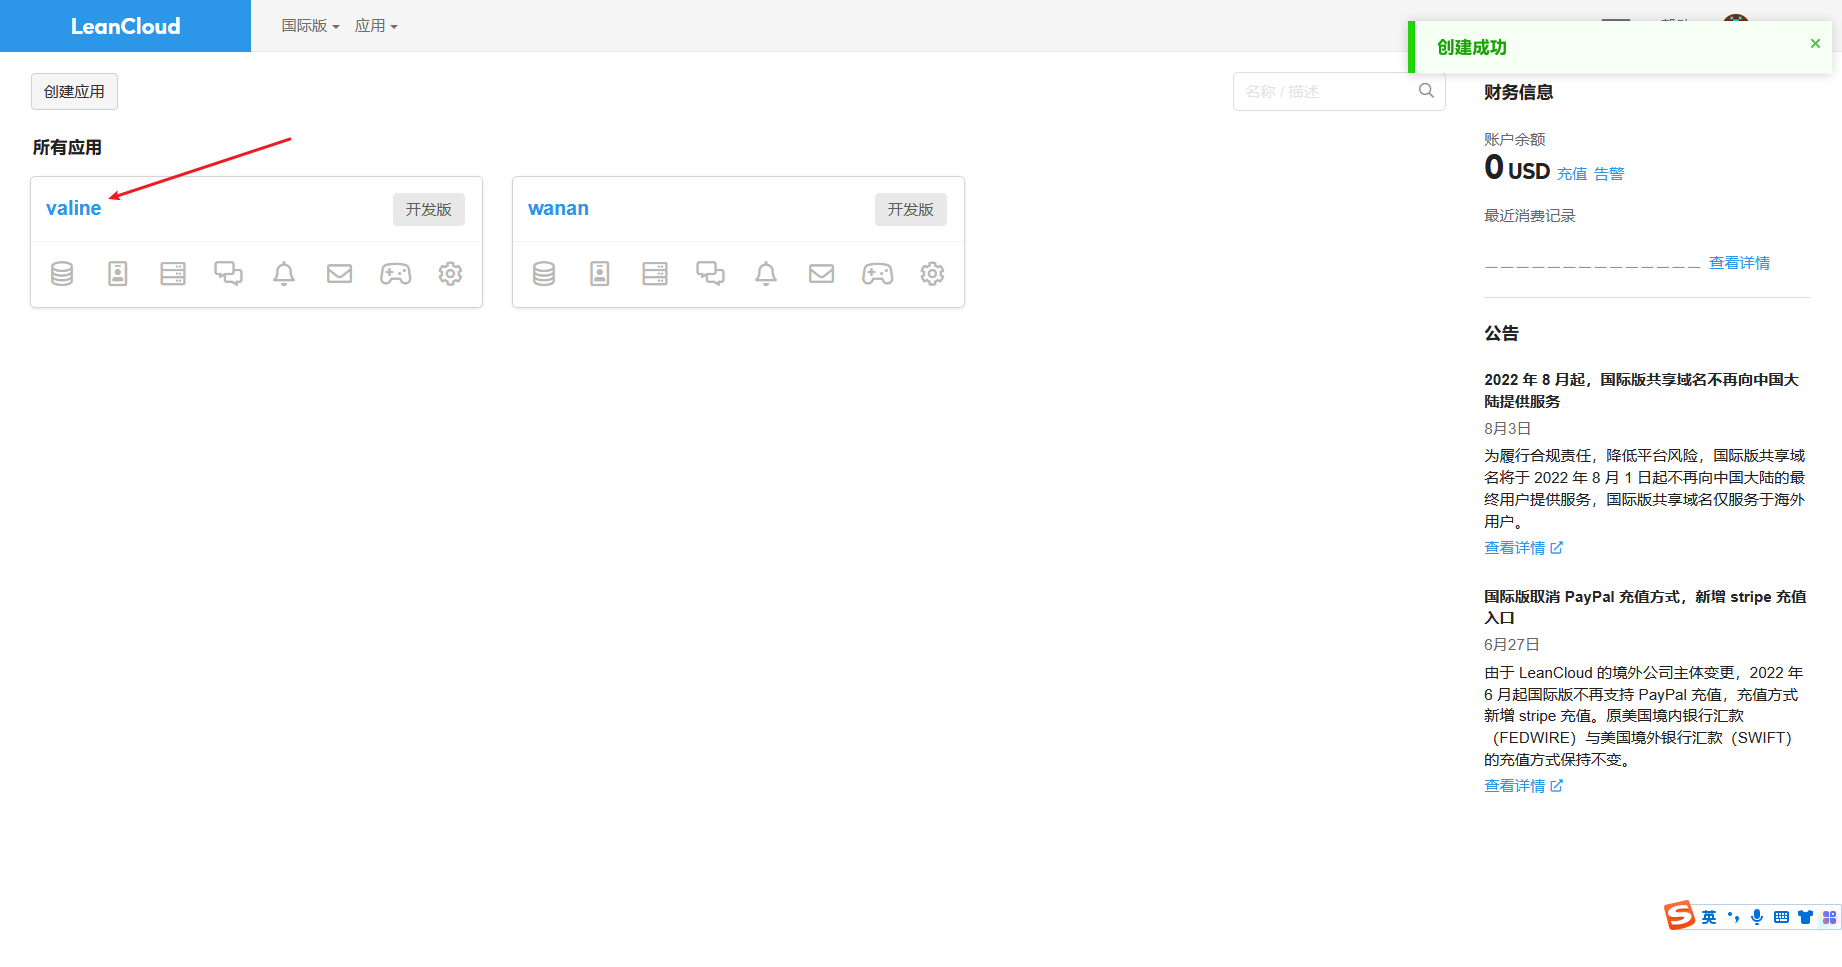 LeanCloud
国际版
应用
创建成功
创建应用
名称 / 描述
所有应用
valine
开发版
wanan
开发版
财务信息
账户余额
0 USD 充值 告警
最近消费记录
查看详情
公告
2022 年 8 月起，国际版共享域名不再向中国大
陆提供服务
8月3日
为履行合规责任，降低平台风险，国际版共享域
名将于 2022 年 8 月 1 日起不再向中国大陆的最
终用户提供服务，国际版共享域名仅服务于海外
用户。
查看详情
国际版取消 PayPal 充值方式，新增 stripe 充值
入口
6月27日
由于 LeanCloud 的境外公司主体变更，2022 年
6 月起国际版不再支持 PayPal 充值，充值方式
新增 stripe 充值。原美国境内银行汇款
（FEDWIRE）与美国境外银行汇款（SWIFT）
的充值方式保持不变。
查看详情
英